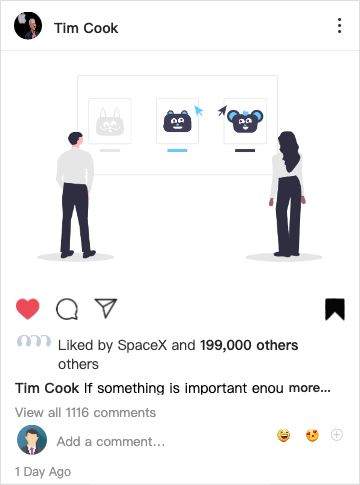 Tim Cook
Liked by SpaceX and 199,000 others
others
Tim Cook If something is important enou more...
View all 1116 comments
Add a comment...
1 Day Ago